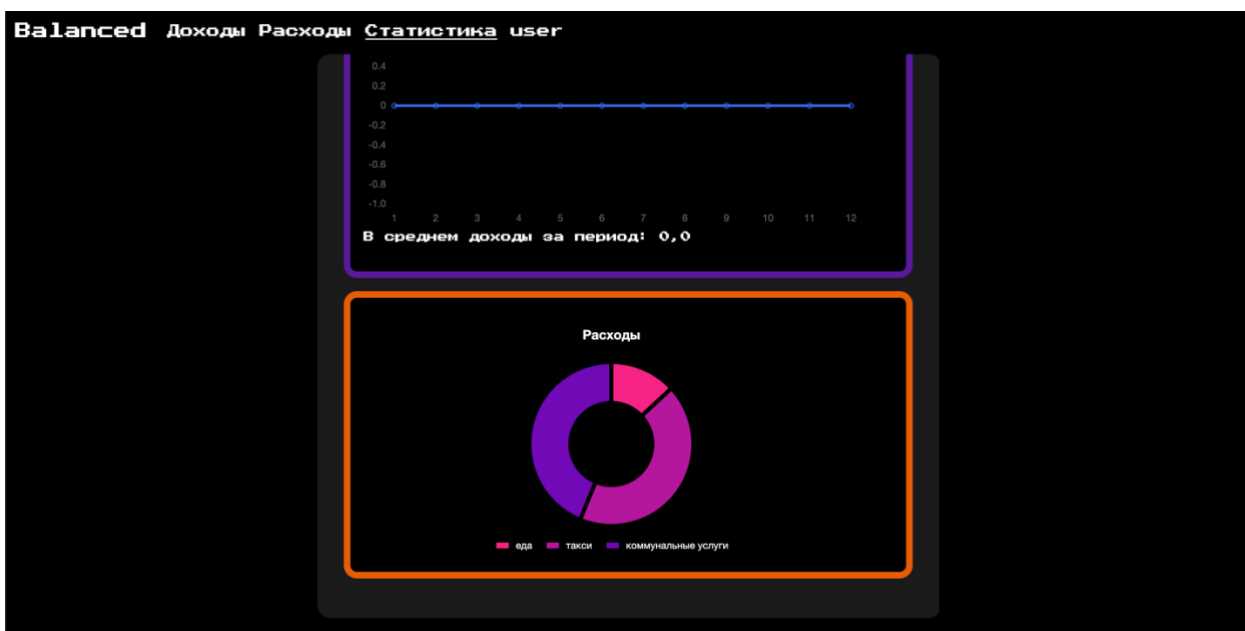 Balanced Доходы Расходы Статистика user
0.4
0.2
0
-0.2
-0.4
-0.6
-0.8
-1.0
1 2 3 4 5 6 7 8 9 10 11 12
В среднем доходы за период: 0,0
Расходы
еда такси коммунальные услуги